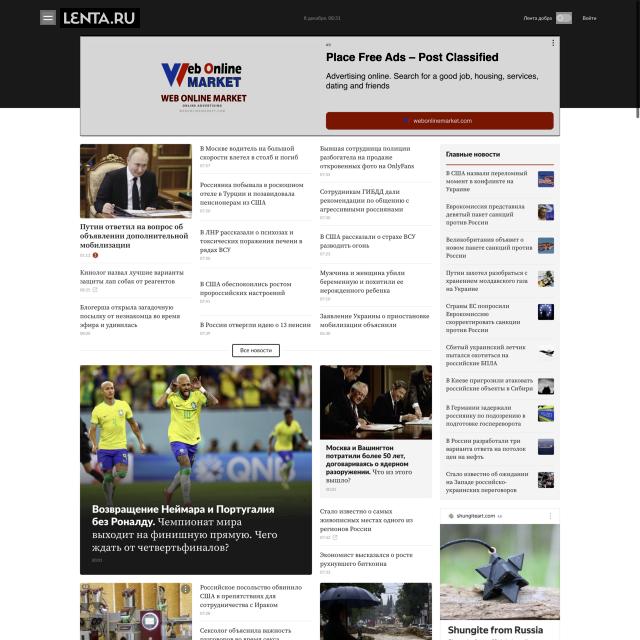 LENTA.RU
8 декабря, 00:31
Лента добра
Войти
Ad
Place Free Ads – Post Classified
Advertising online. Search for a good job, housing, services,
dating and friends
webonlinemarket.com
Web Online
MARKET
WEB ONLINE MARKET
ONLINE ADVERTISING
WEBONLINEMARKET.COM
Путин ответил на вопрос об
объявлении дополнительной
мобилизации
Кинолог назвал лучшие варианты
защиты лап собак от реагентов
Блогерша открыла загадочную
посылку от незнакомца во время
эфира и удивилась
В Москве водитель на большой
скорости влетел в столб и погиб
Россиянка побывала в роскошном
отеле в Турции и позавидовала
пенсионерам из США
В ЛНР рассказали о психозах и
токсических поражения печени в
рядах ВСУ
В США обеспокоились ростом
пророссийских настроений
В России отвергли идею о 13 пенсии
Бывшая сотрудница полиции
разбогатела на продаже
откровенных фото на OnlyFans
Сотрудникам ГИБДД дали
рекомендации по общению с
агрессивными россиянами
В США рассказали о страхе ВСУ
разводить огонь
Мужчина и женщина убили
беременную и похитили ее
нерожденного ребенка
Заявление Украины о приостановке
мобилизации объяснили
Все новости
Главные новости
В США назвали переломный
момент в конфликте на
Украине
Еврокомиссия представила
девятый пакет санкций
против России
Великобритания объявит о
новом пакете санкций против
России
Путин захотел разобраться с
хранением молдавского газа
на Украине
Страны ЕС попросили
Еврокомиссию
скорректировать санкции
против России
Сбитый украинский летчик
пытался охотиться на
российские БПЛА
В Киеве пригрозили атаковать
российские объекты в Сибири
В Германии задержали
россиянку по подозрению в
подготовке госпереворота
В России разработали три
варианта ответа на потолок
цен на нефть
Стало известно об ожидании
на Западе российско-
украинских переговоров
Возвращение Неймара и Португалия
без Роналду. Чемпионат мира
выходит на финишную прямую. Чего
ждать от четвертьфиналов?
Москва и Вашингтон
потратили более 50 лет,
договариваясь о ядерном
разоружении. Что из этого
вышло?
Стало известно о самых
живописных местах одного из
регионов России
Экономист высказался о росте
рухнувшего биткоина
Российское посольство обвинило
США в препятствиях для
сотрудничества с Ираком
Сексолог объяснила важность
shungiteart.com
Shungite from Russia